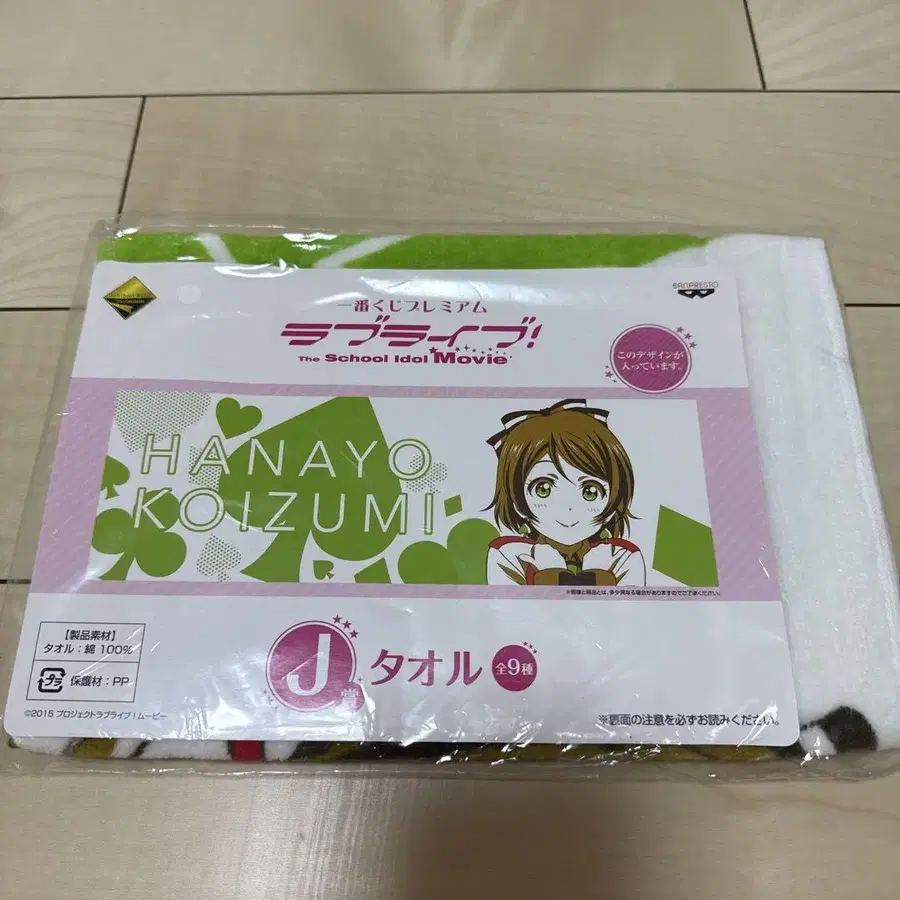 BANPRESTO
一番くじプレミアム
ラブライブ!
The School Idol Movie
このデザインが
入っています。
HANAYO
KOIZUMI
※画像と商品とは、多少異なる場合がありますのでご了承ください。
【製品素材】
タオル:綿 100%
プラ 保護材:PP
J賞 タオル 全9種
©2015 プロジェクトラブライブ!ムービー
※裏面の注意を必ずお読みください。